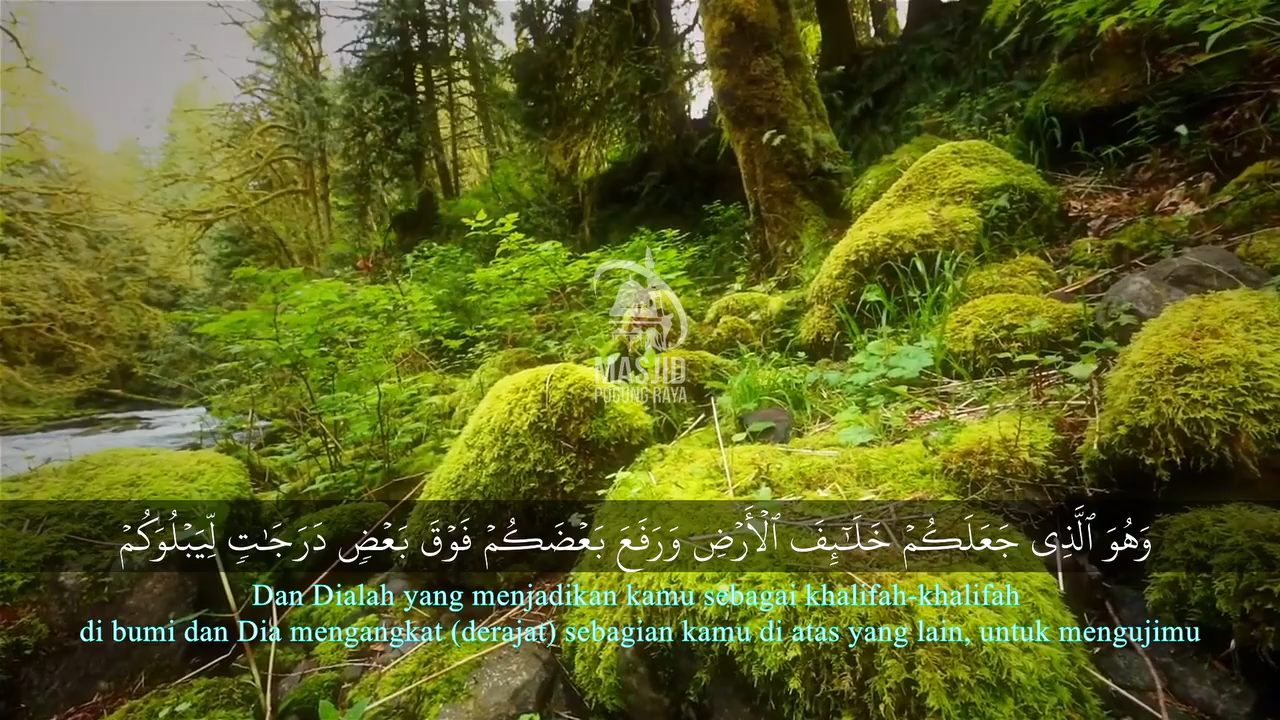 MASJID
POGUNG RAYA
وَهُوَ ٱلَّذِى جَعَلَكُمْ خَلَـٰٓئِفَ ٱلْأَرْضِ وَرَفَعَ بَعْضَكُمْ فَوْقَ بَعْضٍ دَرَجَـٰتٍ لِّيَبْلُوَكُمْ
Dan Dialah yang menjadikan kamu sebagai khalifah-khalifah
di bumi dan Dia mengangkat (derajat) sebagian kamu di atas yang lain, untuk mengujimu